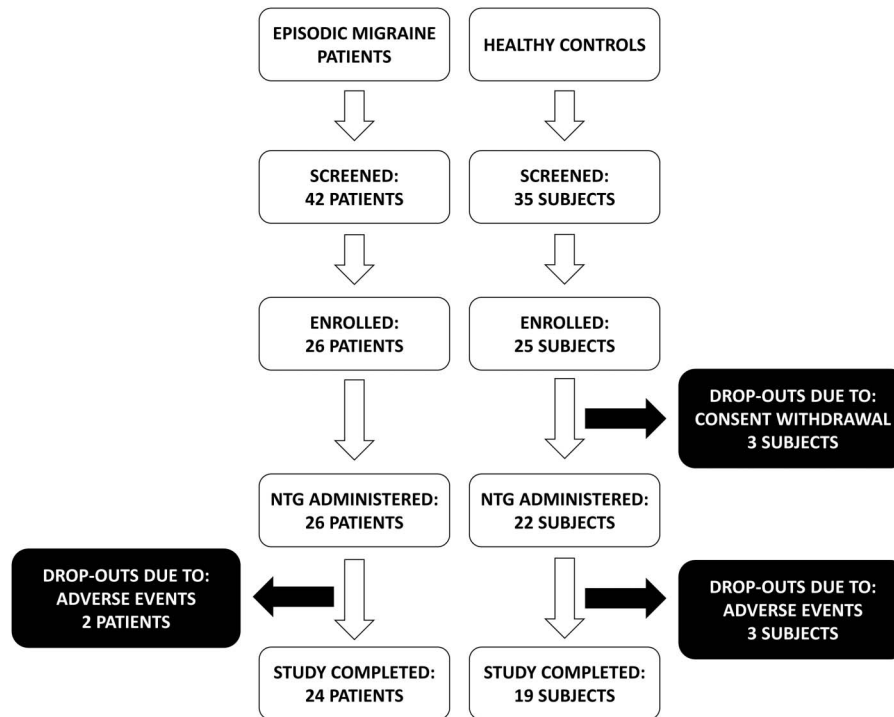 EPISODIC MIGRAINE
PATIENTS
HEALTHY CONTROLS
SCREENED:
42 PATIENTS
SCREENED:
35 SUBJECTS
ENROLLED:
26 PATIENTS
ENROLLED:
25 SUBJECTS
DROP-OUTS DUE TO:
CONSENT WITHDRAWAL
3 SUBJECTS
NTG ADMINISTERED:
26 PATIENTS
NTG ADMINISTERED:
22 SUBJECTS
DROP-OUTS DUE TO:
ADVERSE EVENTS
2 PATIENTS
DROP-OUTS DUE TO:
ADVERSE EVENTS
3 SUBJECTS
STUDY COMPLETED:
24 PATIENTS
STUDY COMPLETED:
19 SUBJECTS